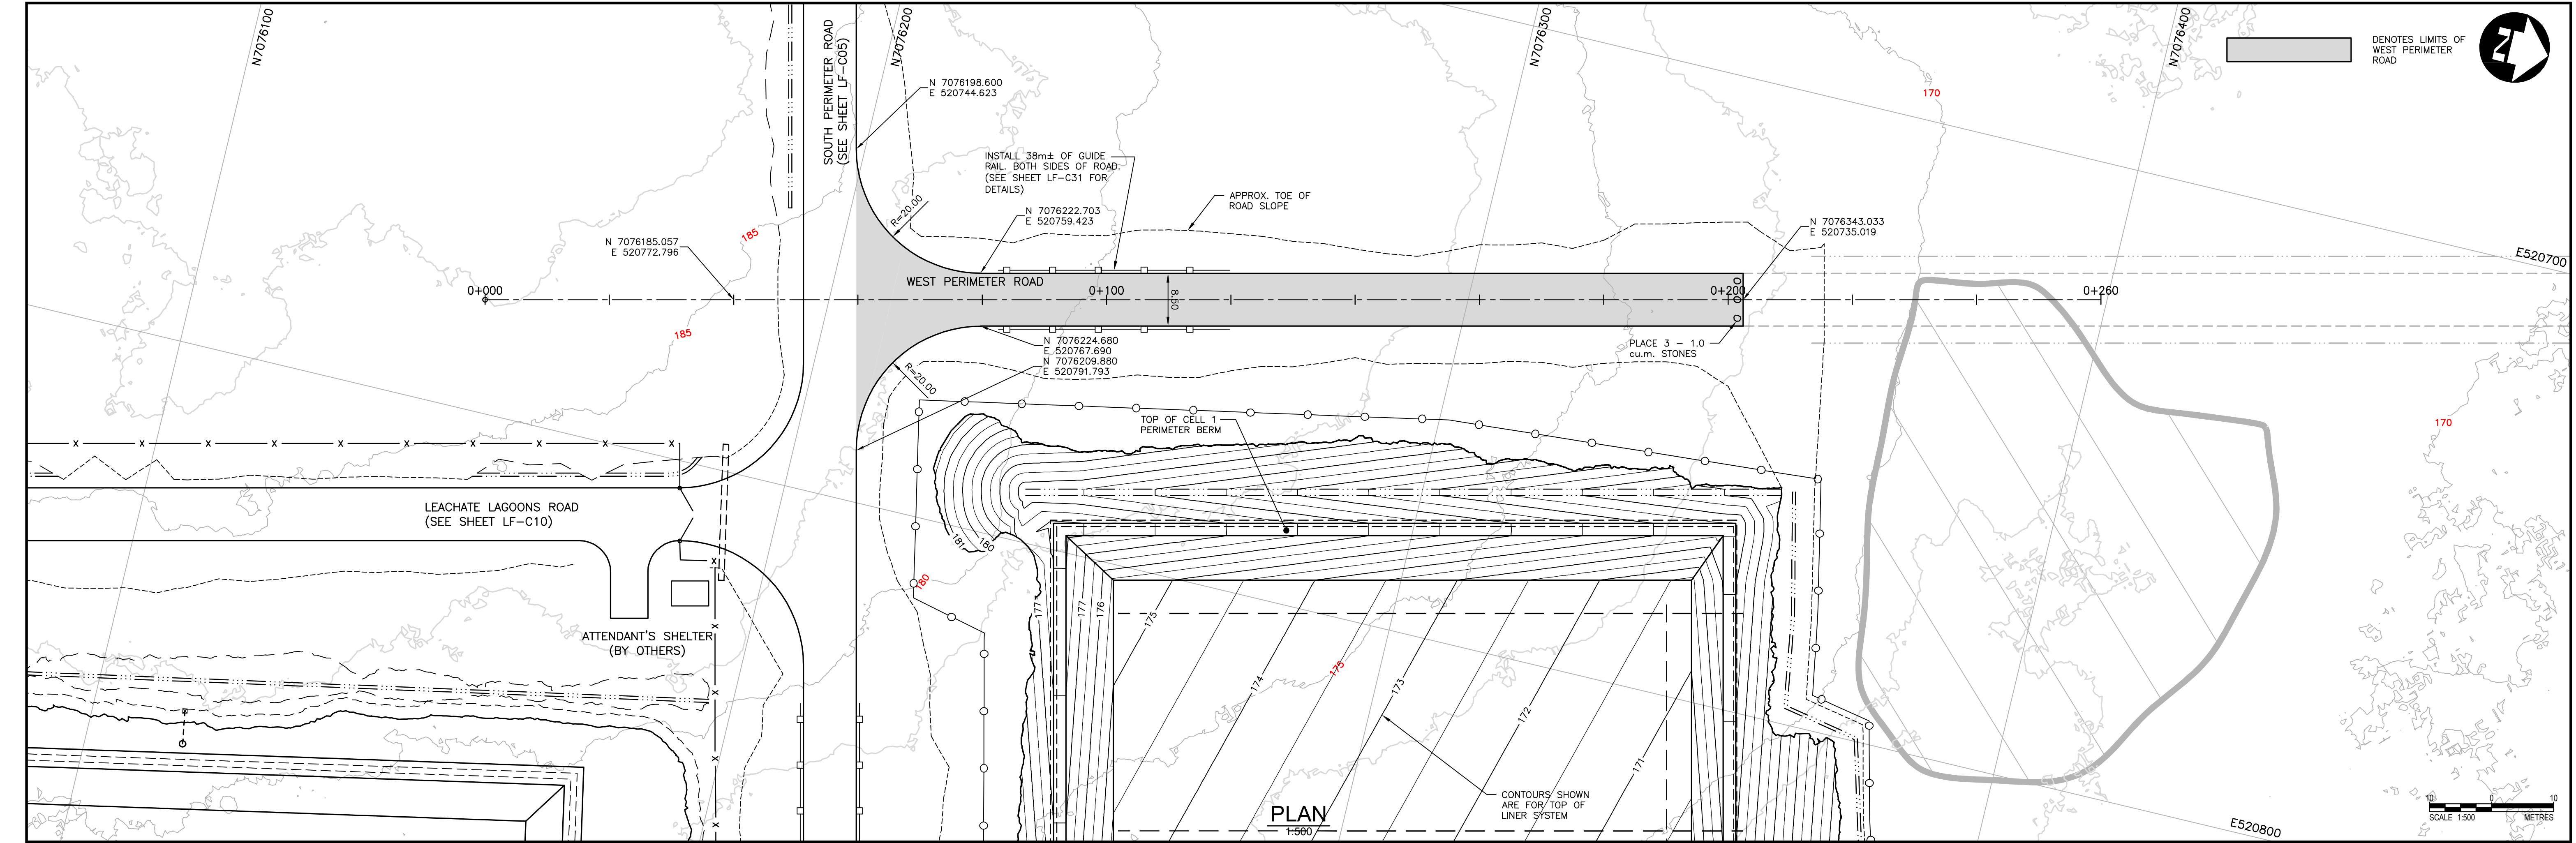 N7076100
SOUTH PERIMETER ROAD
(SEE SHEET LF-C05)
N7076200
N7076300
N7076400
DENOTES LIMITS OF
WEST PERIMETER
ROAD
N
170
N 7076198.600
E 520744.623
INSTALL 38m± OF GUIDE
RAIL. BOTH SIDES OF ROAD.
(SEE SHEET LF-C31 FOR
DETAILS)
APPROX. TOE OF
ROAD SLOPE
R=20.00
N 7076222.703
E 520759.423
N 7076343.033
E 520735.019
185
N 7076185.057
E 520772.796
E520700
WEST PERIMETER ROAD
0+000
0+100
8.50
0+200
0+260
185
N 7076224.680
E 520767.690
N 7076209.880
E 520791.793
PLACE 3 - 1.0
cu.m. STONES
R=20.00
TOP OF CELL 1
PERIMETER BERM
170
X X X X X X X X X X
LEACHATE LAGOONS ROAD
(SEE SHEET LF-C10)
181
180
180
X
177
177
176
175
ATTENDANT'S SHELTER
(BY OTHERS)
X
X
X
X
174
175
173
172
171
CONTOURS SHOWN
ARE FOR TOP OF
LINER SYSTEM
PLAN
1:500
10 0 10
SCALE 1:500 METRES
E520800